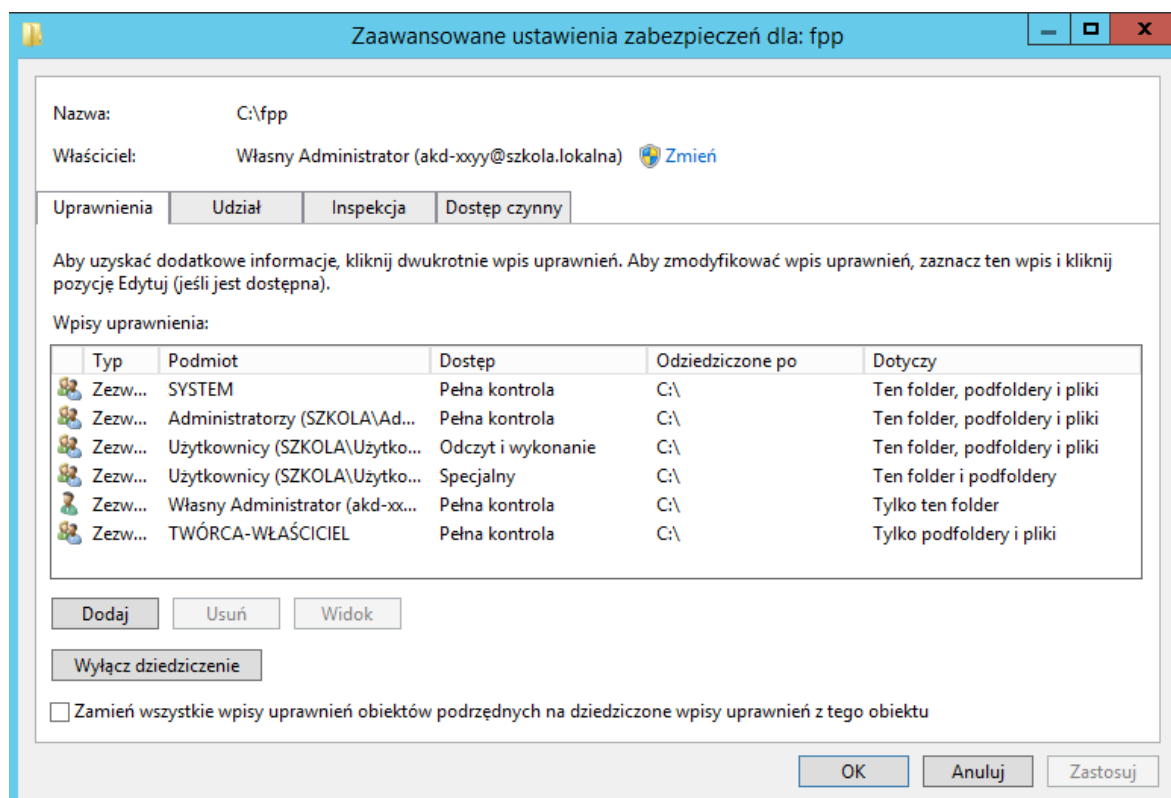 Zaawansowane ustawienia zabezpieczeń dla: fpp
Nazwa: C:\fpp
Właściciel: Własny Administrator (akd-xxyy@szkola.lokalna) Zmień
Uprawnienia Udział Inspekcja Dostęp czynny
Aby uzyskać dodatkowe informacje, kliknij dwukrotnie wpis uprawnień. Aby zmodyfikować wpis uprawnień, zaznacz ten wpis i kliknij
pozycję Edytuj (jeśli jest dostępna).
Wpisy uprawnienia:
Typ Podmiot Dostęp Odziedziczone po Dotyczy
Zezw... SYSTEM Pełna kontrola C:\ Ten folder, podfoldery i pliki
Zezw... Administratorzy (SZKOLA\Ad... Pełna kontrola C:\ Ten folder, podfoldery i pliki
Zezw... Użytkownicy (SZKOLA\Użytko... Odczyt i wykonanie C:\ Ten folder, podfoldery i pliki
Zezw... Użytkownicy (SZKOLA\Użytko... Specjalny C:\ Ten folder i podfoldery
Zezw... Własny Administrator (akd-xx... Pełna kontrola C:\ Tylko ten folder
Zezw... TWÓRCA-WŁAŚCICIEL Pełna kontrola C:\ Tylko podfoldery i pliki
Dodaj Usuń Widok
Wyłącz dziedziczenie
Zamień wszystkie wpisy uprawnień obiektów podrzędnych na dziedziczone wpisy uprawnień z tego obiektu
OK Anuluj Zastosuj